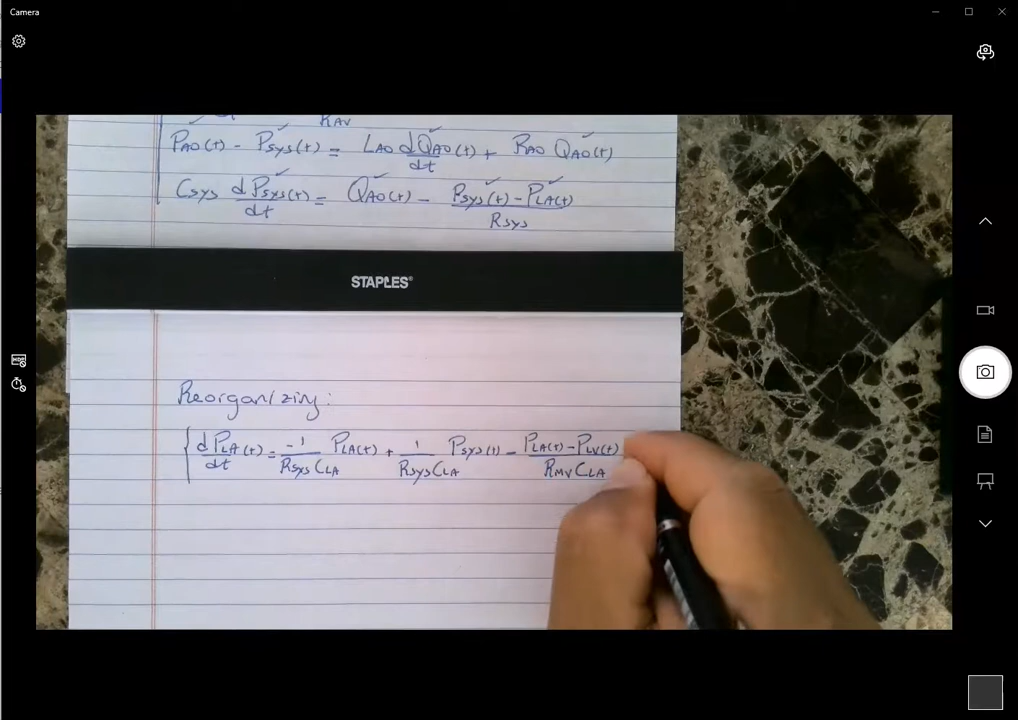 Camera
RAV
PAO(t) - PSYS(t) = LAO dQAO(t)/dt + RAO QAO(t)
CSYS dPSYS(t)/dt = QAO(t) - PSYS(t) - PLA(t)/RSYS
STAPLES®
Reorganizing:
dPLA(t)/dt = -1/RSYS CLA PLA(t) + 1/RSYS CLA PSYS(t) - PLA(t) - PLV(t)/RMV CLA